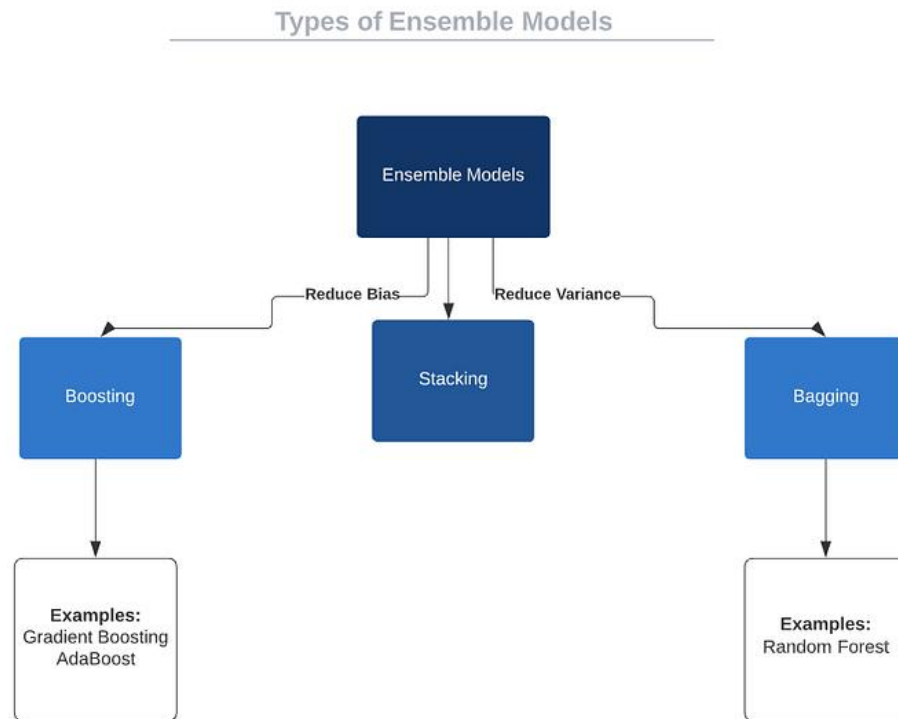 Types of Ensemble Models
Ensemble Models
Reduce Bias
Reduce Variance
Boosting
Stacking
Bagging
Examples:
Gradient Boosting
AdaBoost
Examples:
Random Forest